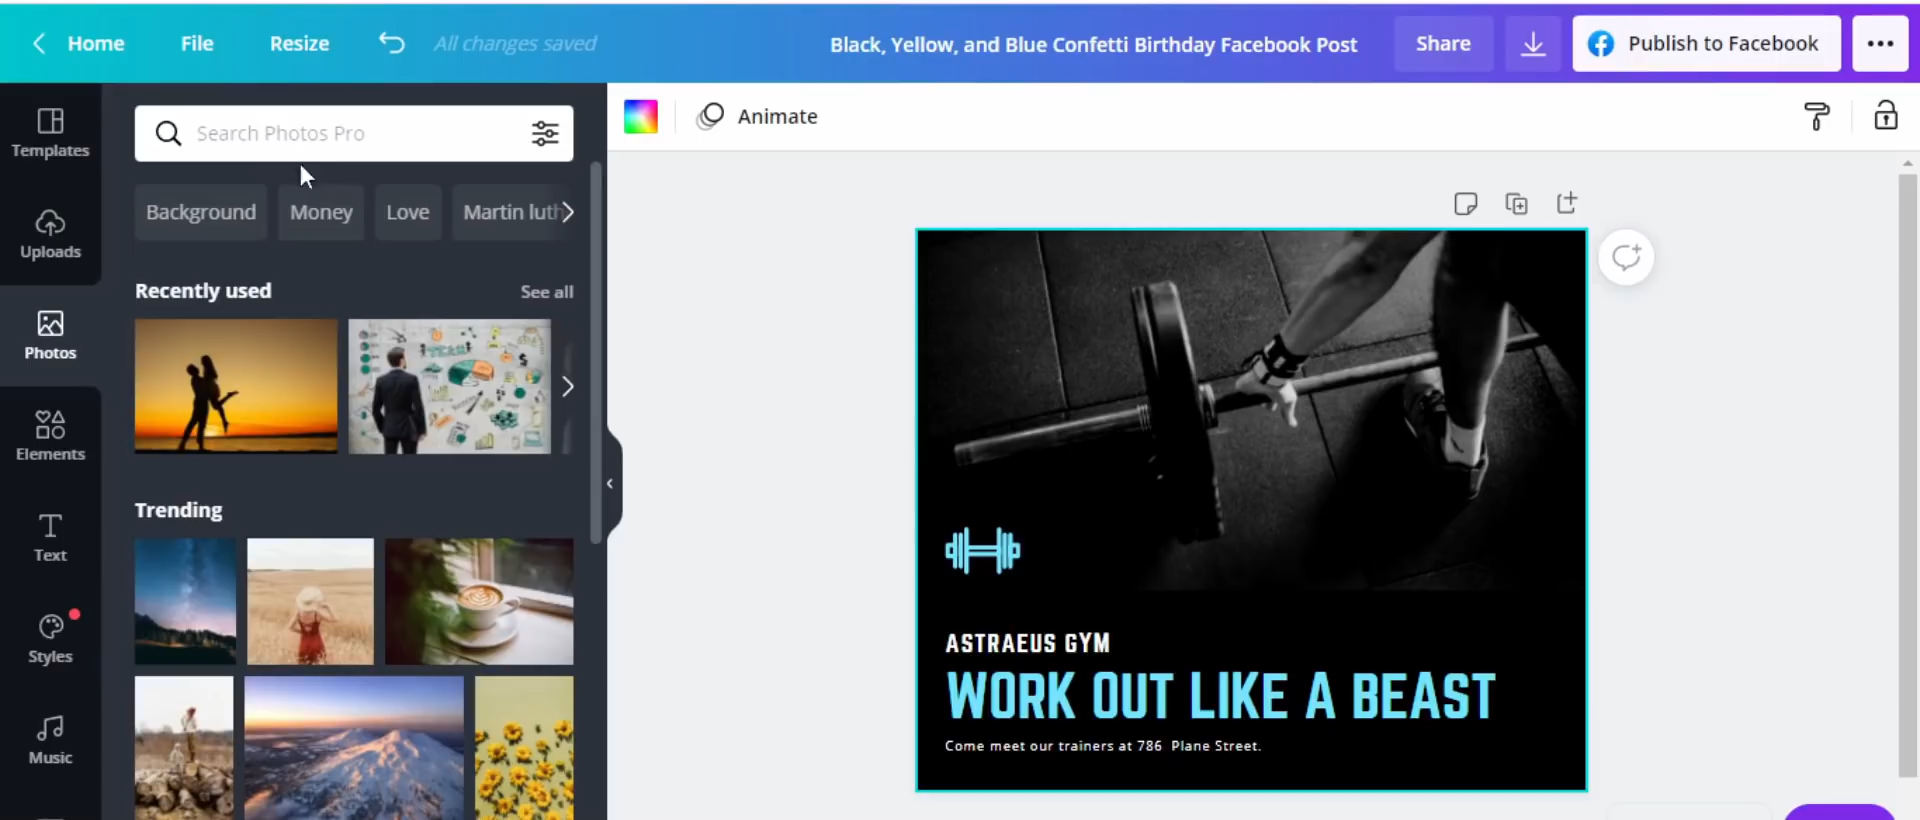 Home File Resize All changes saved Black, Yellow, and Blue Confetti Birthday Facebook Post Share Publish to Facebook
Templates
Uploads
Photos
Elements
Text
Styles
Music
Search Photos Pro
Background Money Love Martin luth
Recently used See all
TEAM
Trending
Animate
ASTRAEUS GYM
WORK OUT LIKE A BEAST
Come meet our trainers at 786 Plane Street.